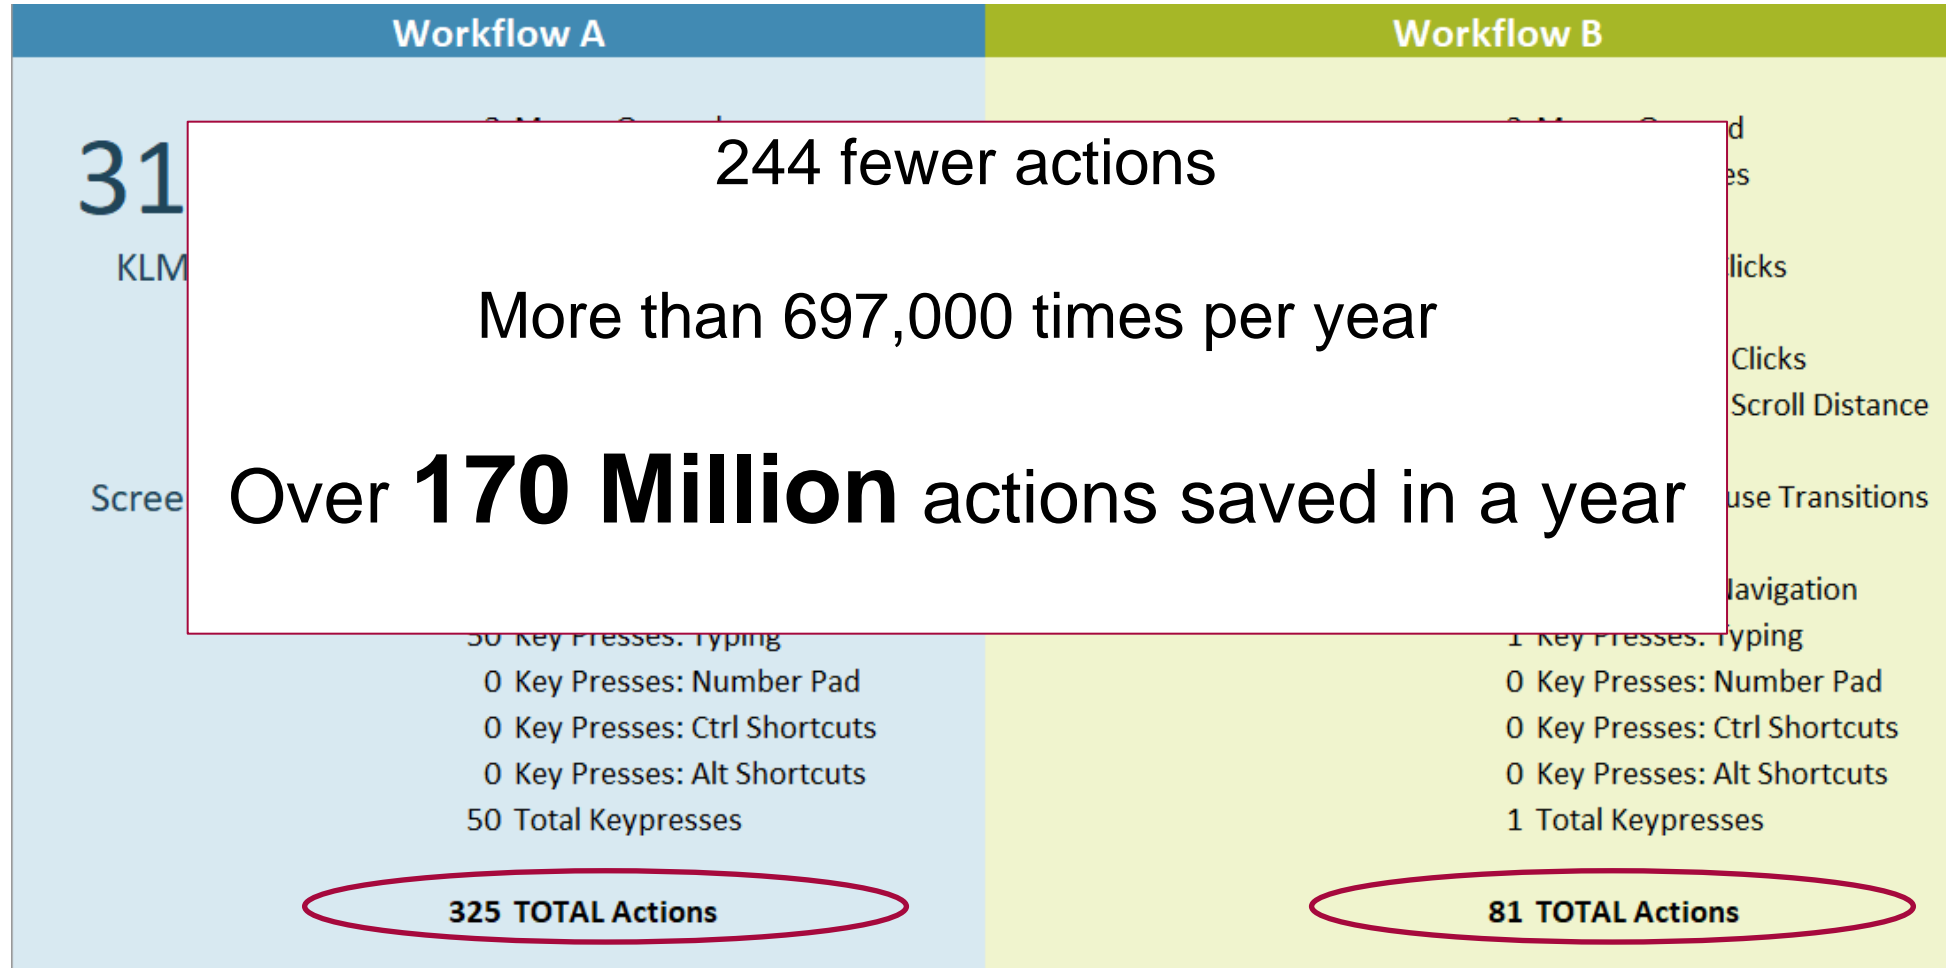 Workflow A
Workflow B
31
KLM
Scree
244 fewer actions
More than 697,000 times per year
Over 170 Million actions saved in a year
d
es
licks
Clicks
Scroll Distance
use Transitions
Navigation
50 Key Presses: Typing
0 Key Presses: Number Pad
0 Key Presses: Ctrl Shortcuts
0 Key Presses: Alt Shortcuts
50 Total Keypresses
325 TOTAL Actions
1 Key Presses: Typing
0 Key Presses: Number Pad
0 Key Presses: Ctrl Shortcuts
0 Key Presses: Alt Shortcuts
1 Total Keypresses
81 TOTAL Actions